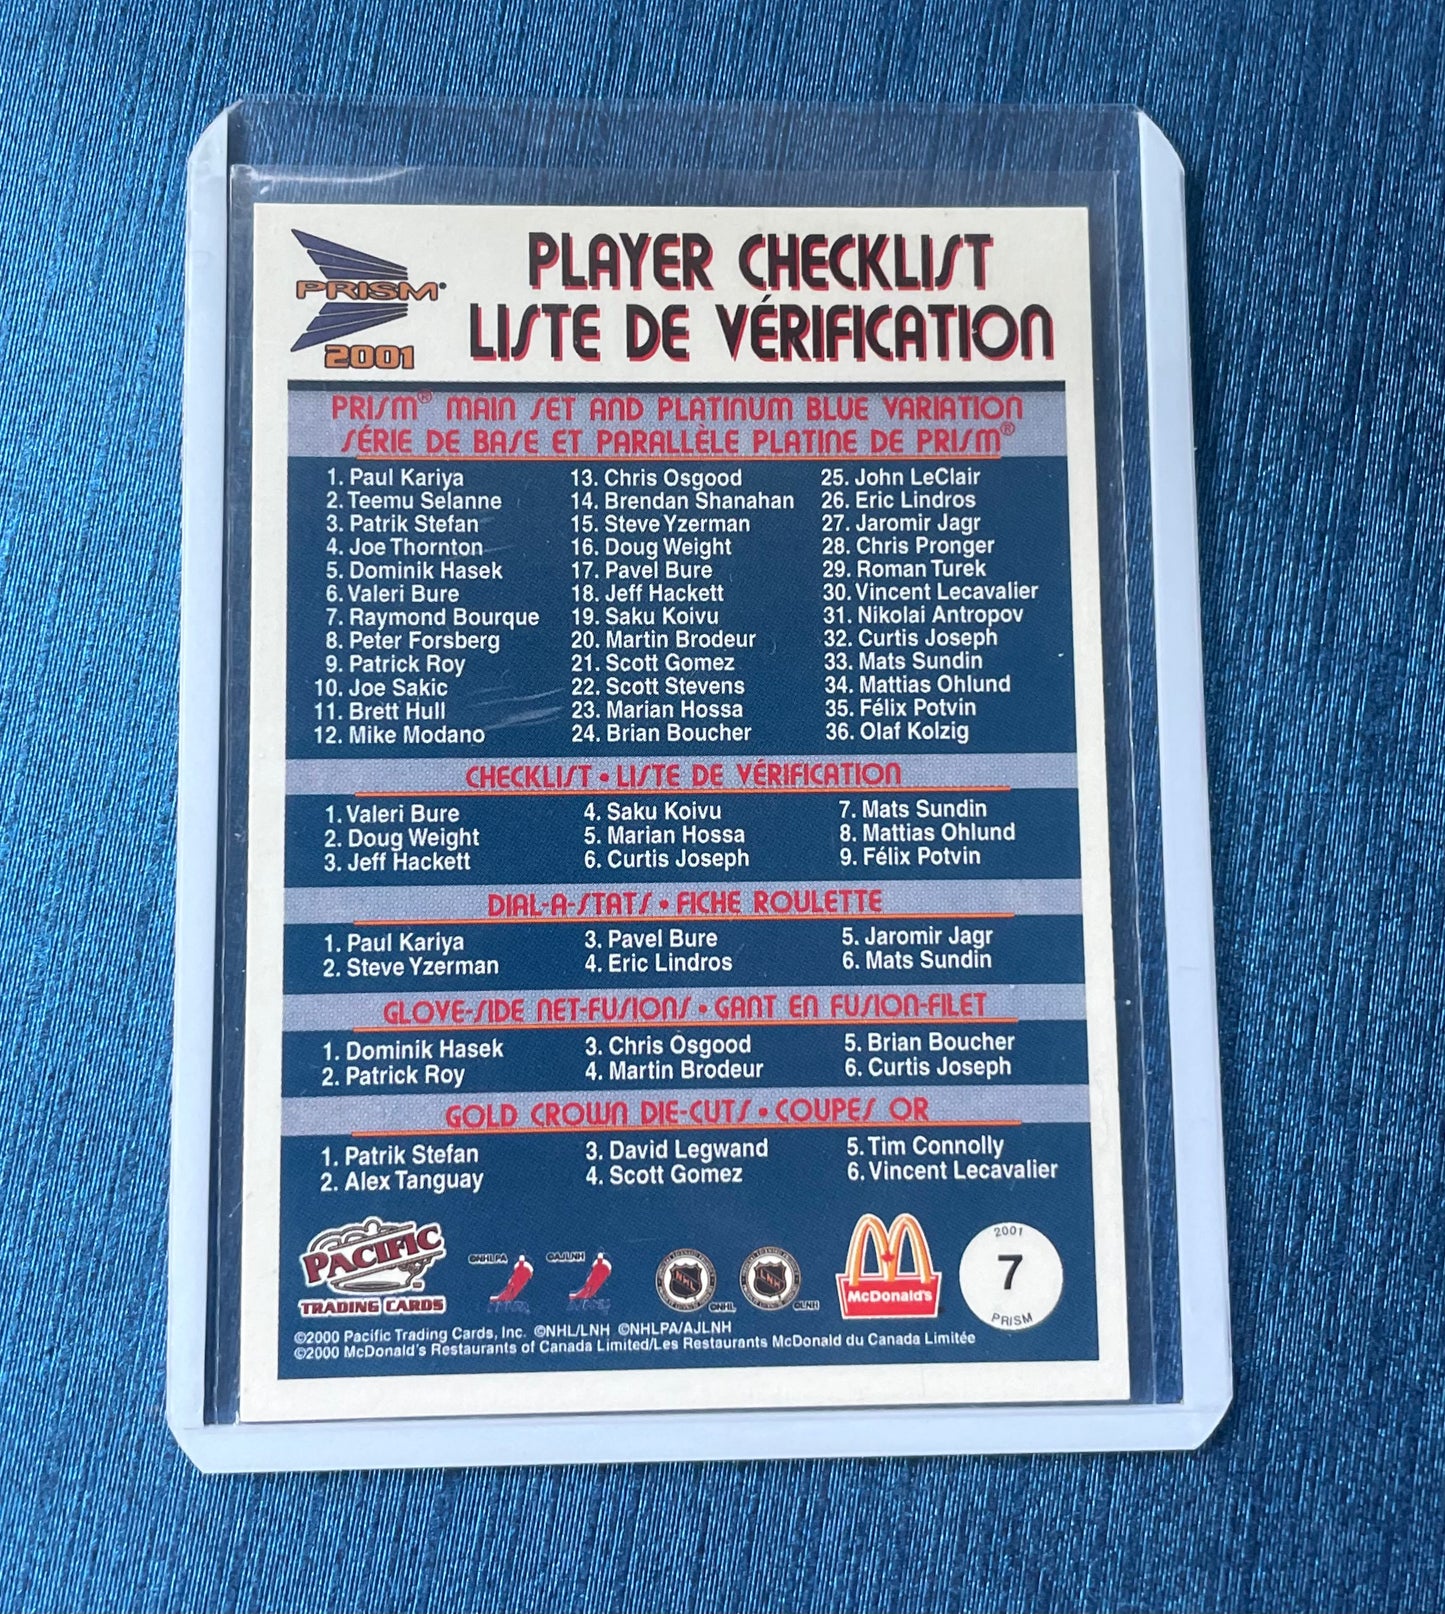 PRISM®
2001
PLAYER CHECKLIST
LISTE DE VÉRIFICATION
PRISM® MAIN SET AND PLATINUM BLUE VARIATION
SÉRIE DE BASE ET PARALLÈLE PLATINE DE PRISM®
1. Paul Kariya
2. Teemu Selanne
3. Patrik Stefan
4. Joe Thornton
5. Dominik Hasek
6. Valeri Bure
7. Raymond Bourque
8. Peter Forsberg
9. Patrick Roy
10. Joe Sakic
11. Brett Hull
12. Mike Modano
13. Chris Osgood
14. Brendan Shanahan
15. Steve Yzerman
16. Doug Weight
17. Pavel Bure
18. Jeff Hackett
19. Saku Koivu
20. Martin Brodeur
21. Scott Gomez
22. Scott Stevens
23. Marian Hossa
24. Brian Boucher
25. John LeClair
26. Eric Lindros
27. Jaromir Jagr
28. Chris Pronger
29. Roman Turek
30. Vincent Lecavalier
31. Nikolai Antropov
32. Curtis Joseph
33. Mats Sundin
34. Mattias Ohlund
35. Félix Potvin
36. Olaf Kolzig
CHECKLIST • LISTE DE VÉRIFICATION
1. Valeri Bure
2. Doug Weight
3. Jeff Hackett
4. Saku Koivu
5. Marian Hossa
6. Curtis Joseph
7. Mats Sundin
8. Mattias Ohlund
9. Félix Potvin
DIAL-A-STATS • FICHE ROULETTE
1. Paul Kariya
2. Steve Yzerman
3. Pavel Bure
4. Eric Lindros
5. Jaromir Jagr
6. Mats Sundin
GLOVE-SIDE NET-FUSIONS • GANT EN FUSION-FILET
1. Dominik Hasek
2. Patrick Roy
3. Chris Osgood
4. Martin Brodeur
5. Brian Boucher
6. Curtis Joseph
GOLD CROWN DIE-CUTS • COUPES OR
1. Patrik Stefan
2. Alex Tanguay
3. David Legwand
4. Scott Gomez
5. Tim Connolly
6. Vincent Lecavalier
PACIFIC
TRADING CARDS
©NHLPA
©AJLNH
NHL
©NHL
LNH
©LNH
McDonald's
2001
7
PRISM
©2000 Pacific Trading Cards, Inc. ©NHL/LNH ©NHLPA/AJLNH
©2000 McDonald's Restaurants of Canada Limited/Les Restaurants McDonald du Canada Limitée